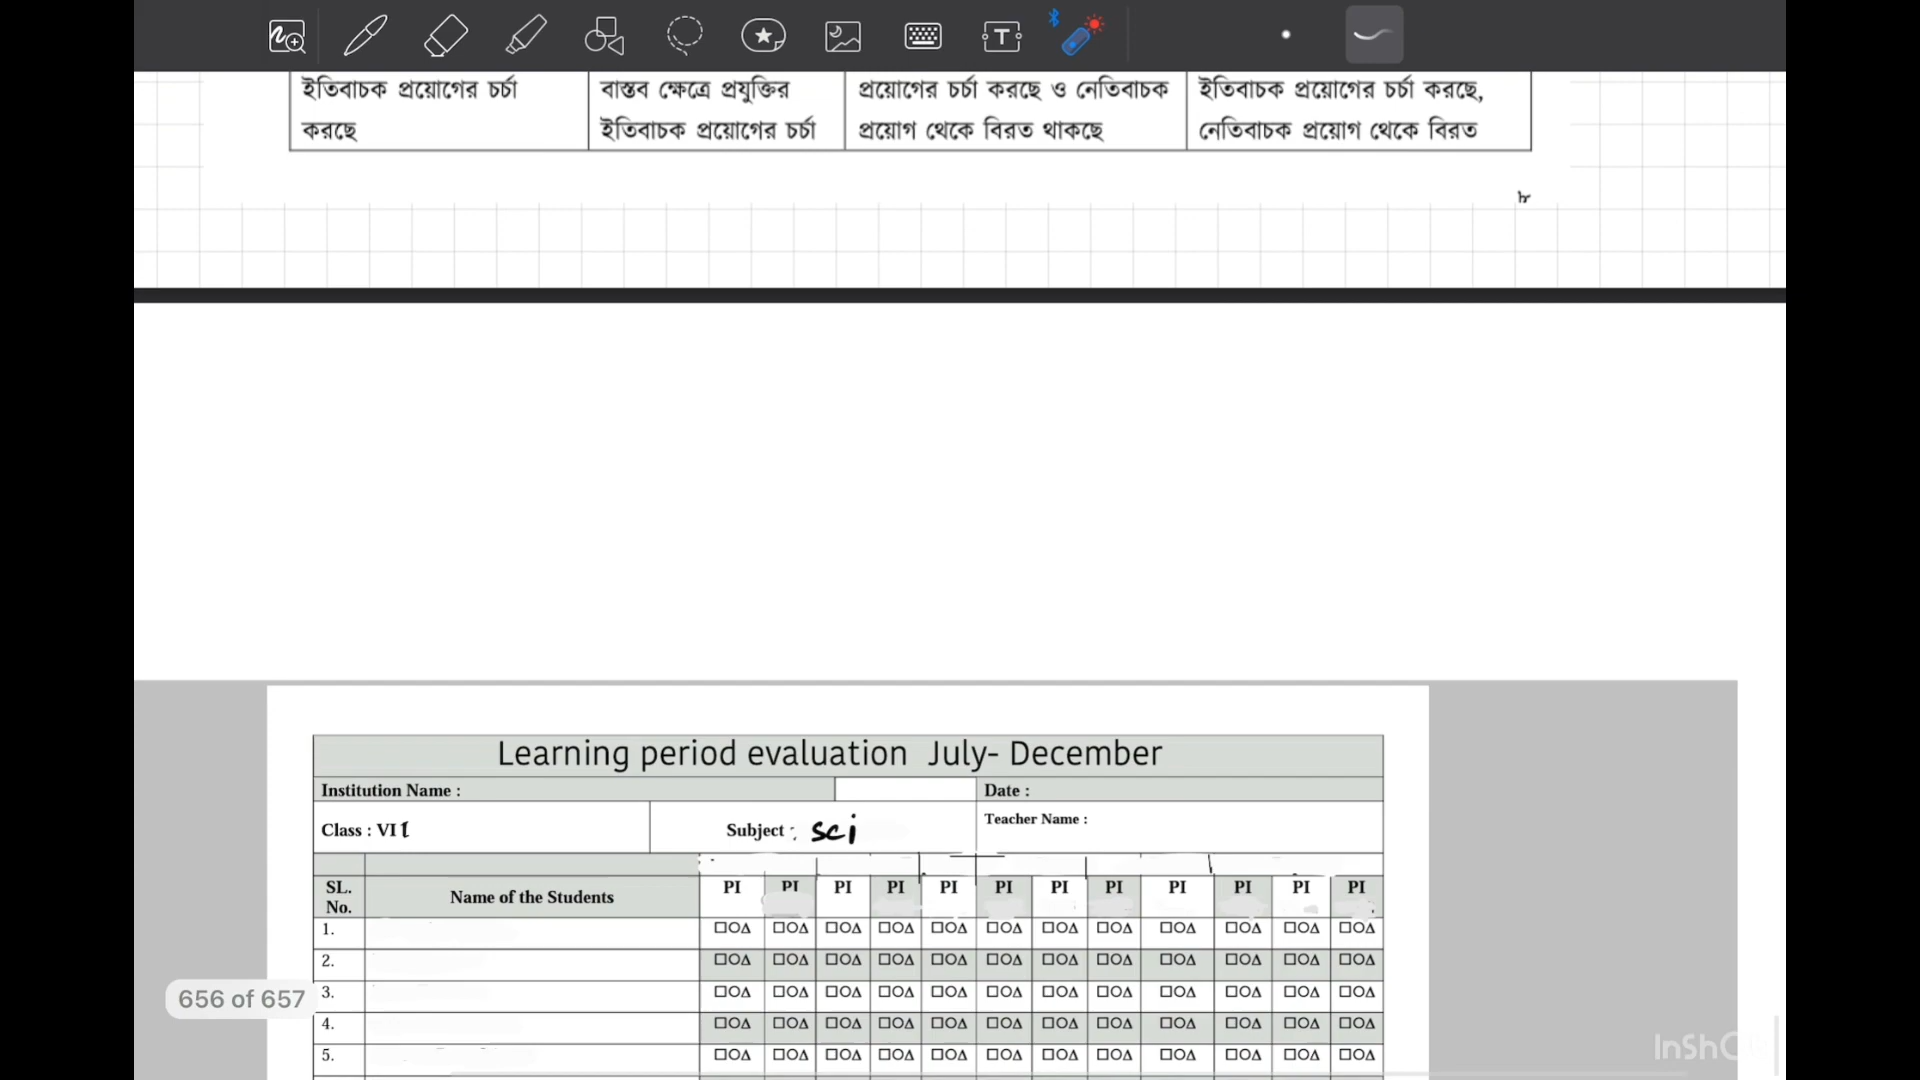 ইতিবাচক প্রয়োগের চর্চা
করছে
বাস্তব ক্ষেত্রে প্রযুক্তির
ইতিবাচক প্রয়োগের চর্চা
প্রয়োগের চর্চা করছে ও নেতিবাচক
প্রয়োগ থেকে বিরত থাকছে
ইতিবাচক প্রয়োগের চর্চা করছে,
নেতিবাচক প্রয়োগ থেকে বিরত
৮
Learning period evaluation July- December
Institution Name :
Date :
Class : VII
Subject : sci
Teacher Name :
SL. No.
Name of the Students
PI PI PI PI PI PI PI PI PI PI PI PI
1. □O∆ □O∆ □O∆ □O∆ □O∆ □O∆ □O∆ □O∆ □O∆ □O∆ □O∆ □O∆
2. □O∆ □O∆ □O∆ □O∆ □O∆ □O∆ □O∆ □O∆ □O∆ □O∆ □O∆ □O∆
3. □O∆ □O∆ □O∆ □O∆ □O∆ □O∆ □O∆ □O∆ □O∆ □O∆ □O∆ □O∆
4. □O∆ □O∆ □O∆ □O∆ □O∆ □O∆ □O∆ □O∆ □O∆ □O∆ □O∆ □O∆
5. □O∆ □O∆ □O∆ □O∆ □O∆ □O∆ □O∆ □O∆ □O∆ □O∆ □O∆ □O∆
656 of 657